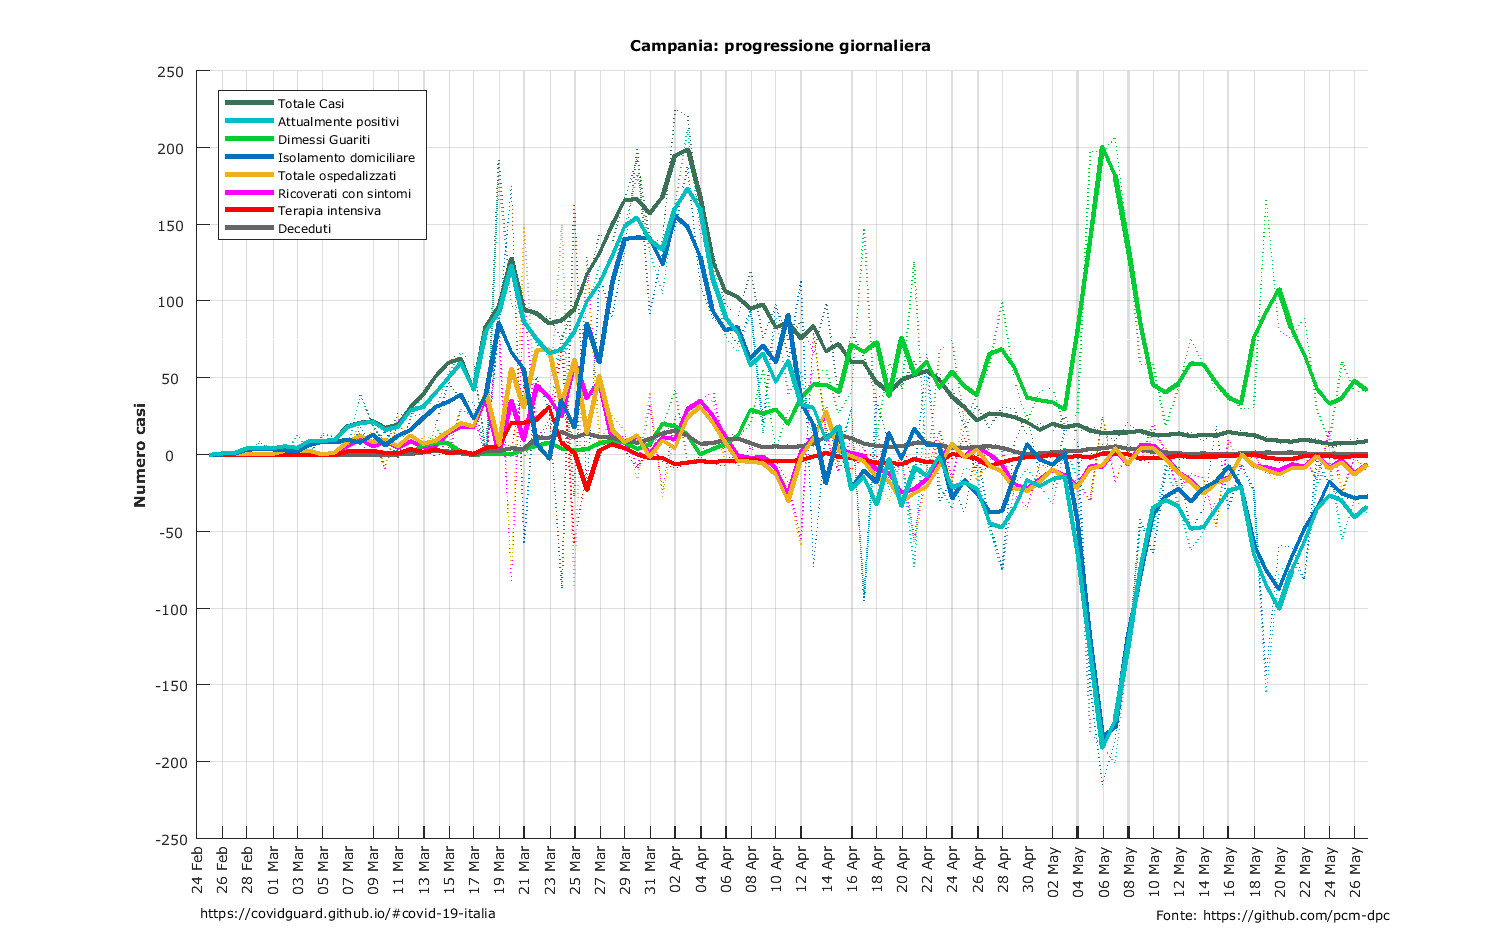 Campania: progressione giornaliera
Numero casi
250
200
150
100
50
0
-50
-100
-150
-200
-250
Totale Casi
Attualmente positivi
Dimessi Guariti
Isolamento domiciliare
Totale ospedalizzati
Ricoverati con sintomi
Terapia intensiva
Deceduti
24 Feb
26 Feb
28 Feb
01 Mar
03 Mar
05 Mar
07 Mar
09 Mar
11 Mar
13 Mar
15 Mar
17 Mar
19 Mar
21 Mar
23 Mar
25 Mar
27 Mar
29 Mar
31 Mar
02 Apr
04 Apr
06 Apr
08 Apr
10 Apr
12 Apr
14 Apr
16 Apr
18 Apr
20 Apr
22 Apr
24 Apr
26 Apr
28 Apr
30 Apr
02 May
04 May
06 May
08 May
10 May
12 May
14 May
16 May
18 May
20 May
22 May
24 May
26 May
https://covidguard.github.io/#covid-19-italia
Fonte: https://github.com/pcm-dpc